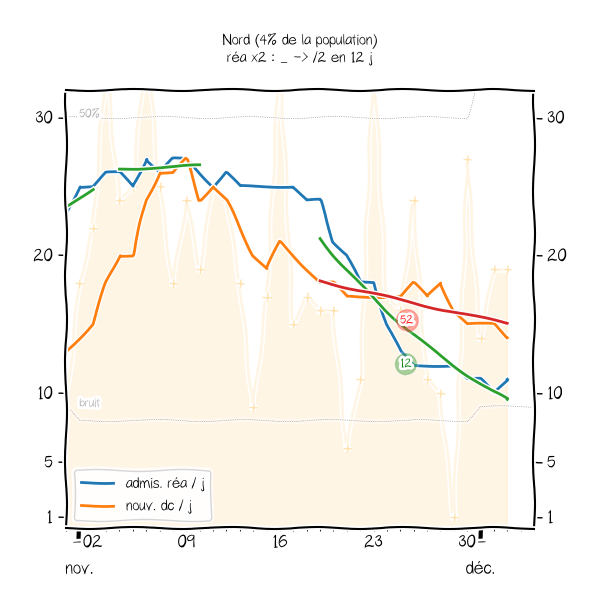 Nord (4% de la population)
réa x2 : _ -> /2 en 12 j
30
30
50%
20
20
52
12
10
10
bruit
5
5
admis. réa / j
nouv. dc / j
1
1
02
09
16
23
30
nov.
déc.